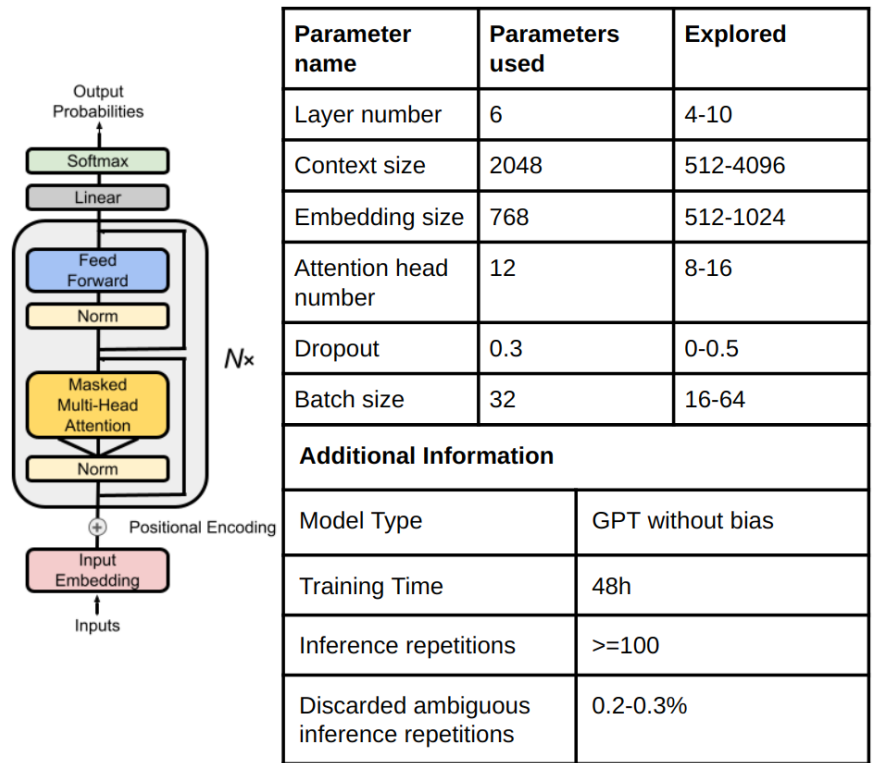 Output
Probabilities
Softmax
Linear
Feed
Forward
Norm
Masked
Multi-Head
Attention
Norm
N×
Positional Encoding
Input
Embedding
Inputs
Parameter name Parameters used Explored
Layer number 6 4-10
Context size 2048 512-4096
Embedding size 768 512-1024
Attention head number 12 8-16
Dropout 0.3 0-0.5
Batch size 32 16-64
Additional Information
Model Type GPT without bias
Training Time 48h
Inference repetitions >=100
Discarded ambiguous inference repetitions 0.2-0.3%